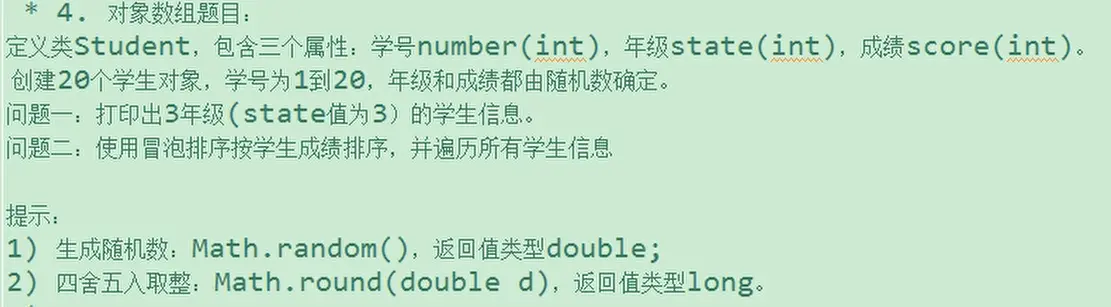 * 4. 对象数组题目：
定义类Student，包含三个属性：学号number(int)，年级state(int)，成绩score(int)。
创建20个学生对象，学号为1到20，年级和成绩都由随机数确定。
问题一：打印出3年级(state值为3）的学生信息。
问题二：使用冒泡排序按学生成绩排序，并遍历所有学生信息
提示：
1) 生成随机数：Math.random()，返回值类型double;
2) 四舍五入取整：Math.round(double d)，返回值类型long。